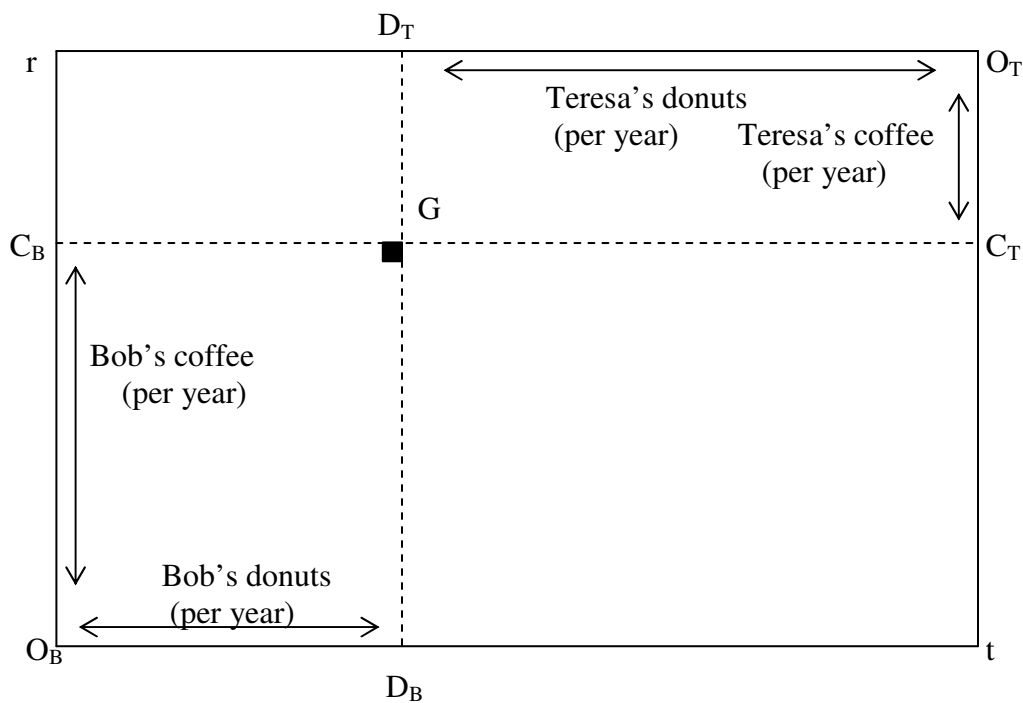 D_T
r
O_T
Teresa's donuts
(per year)
Teresa's coffee
(per year)
G
C_B
C_T
Bob's coffee
(per year)
Bob's donuts
(per year)
O_B
t
D_B